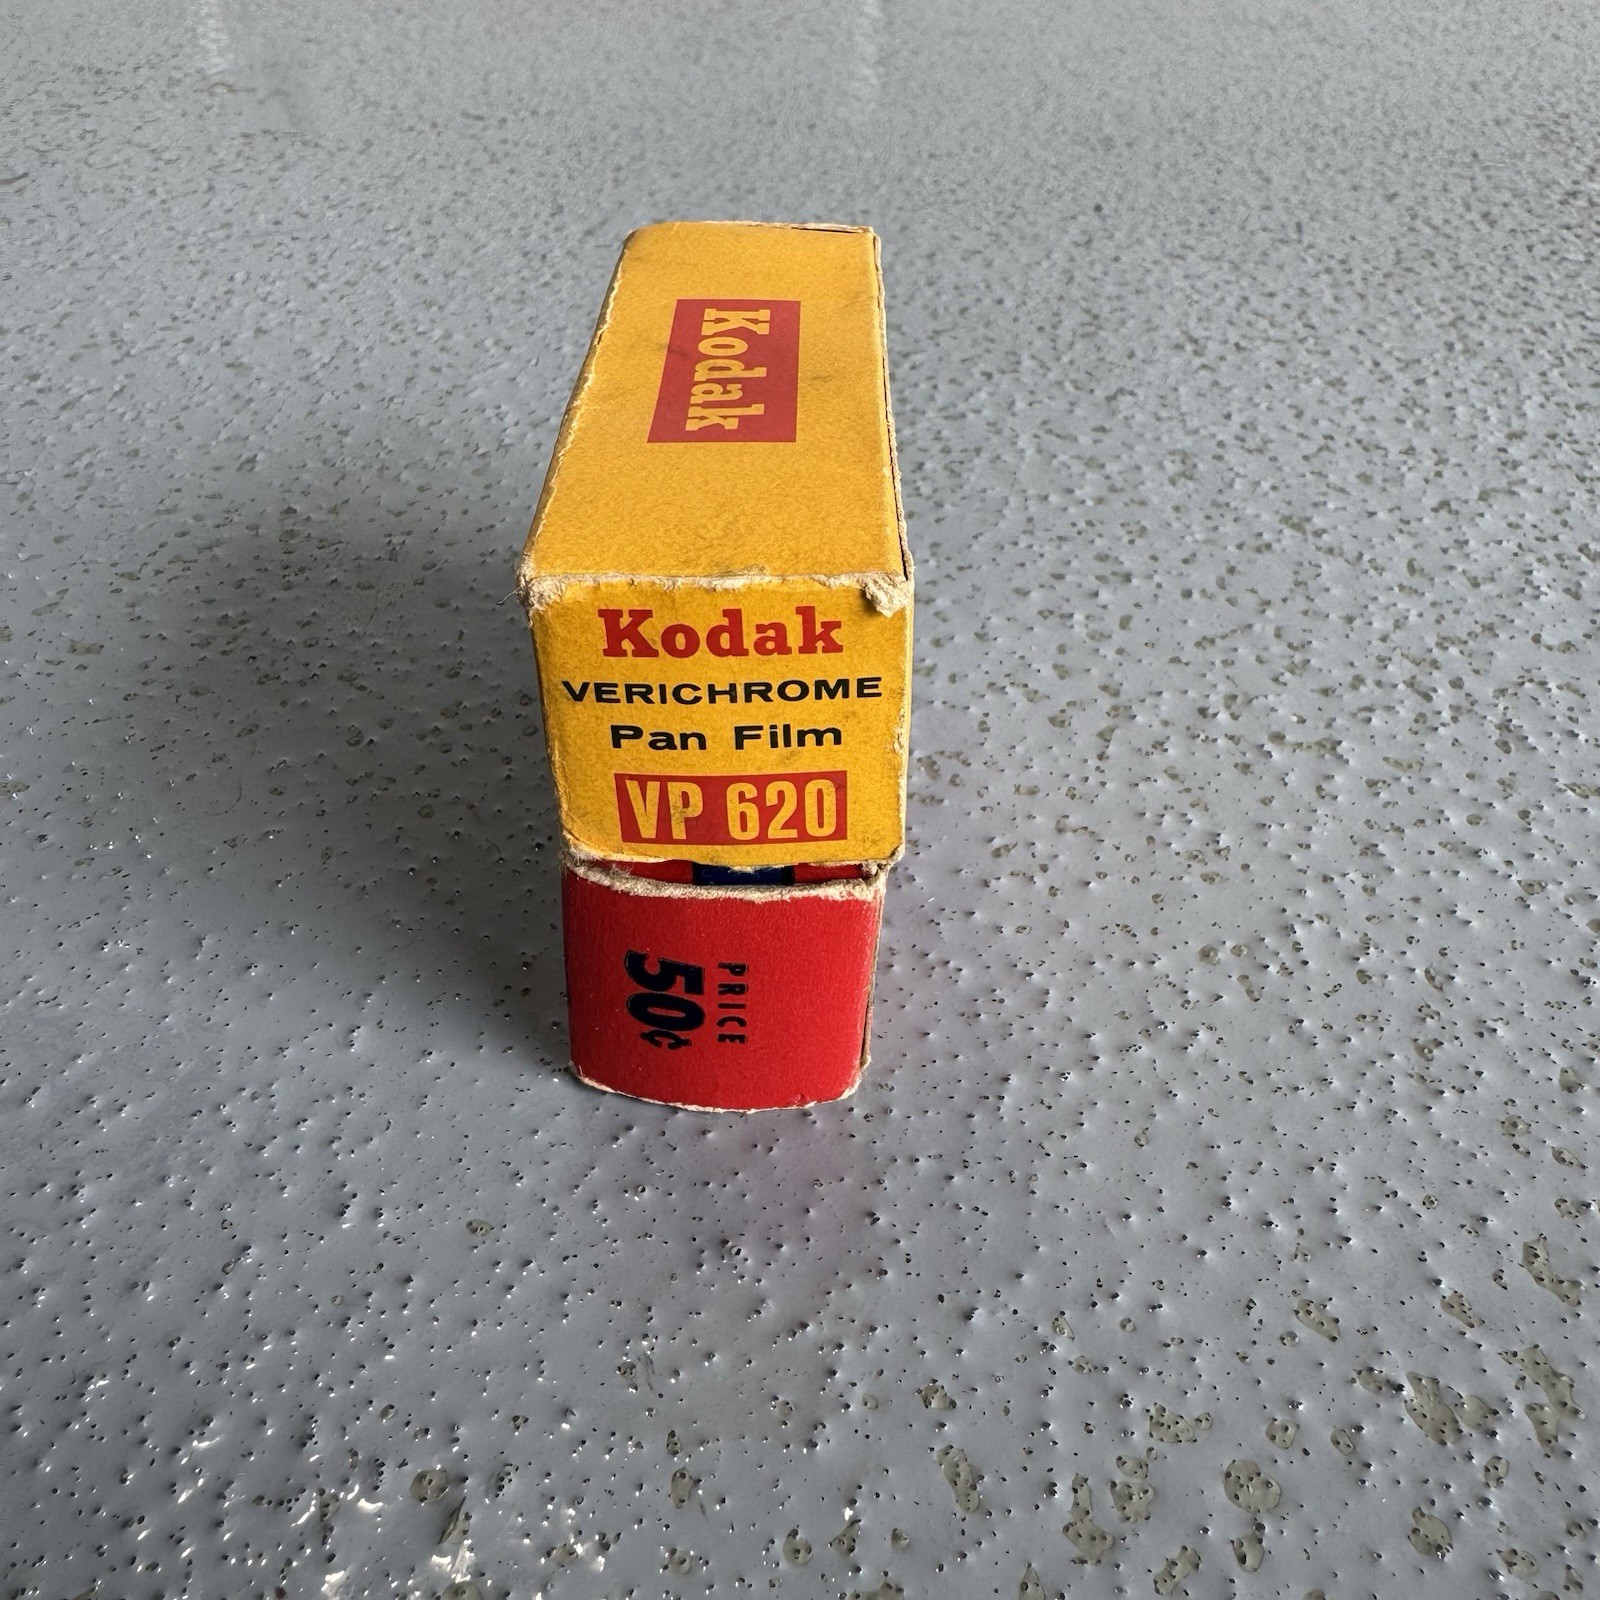 Kodak
Kodak
VERICHROME
Pan Film
VP 620
PRICE
50¢